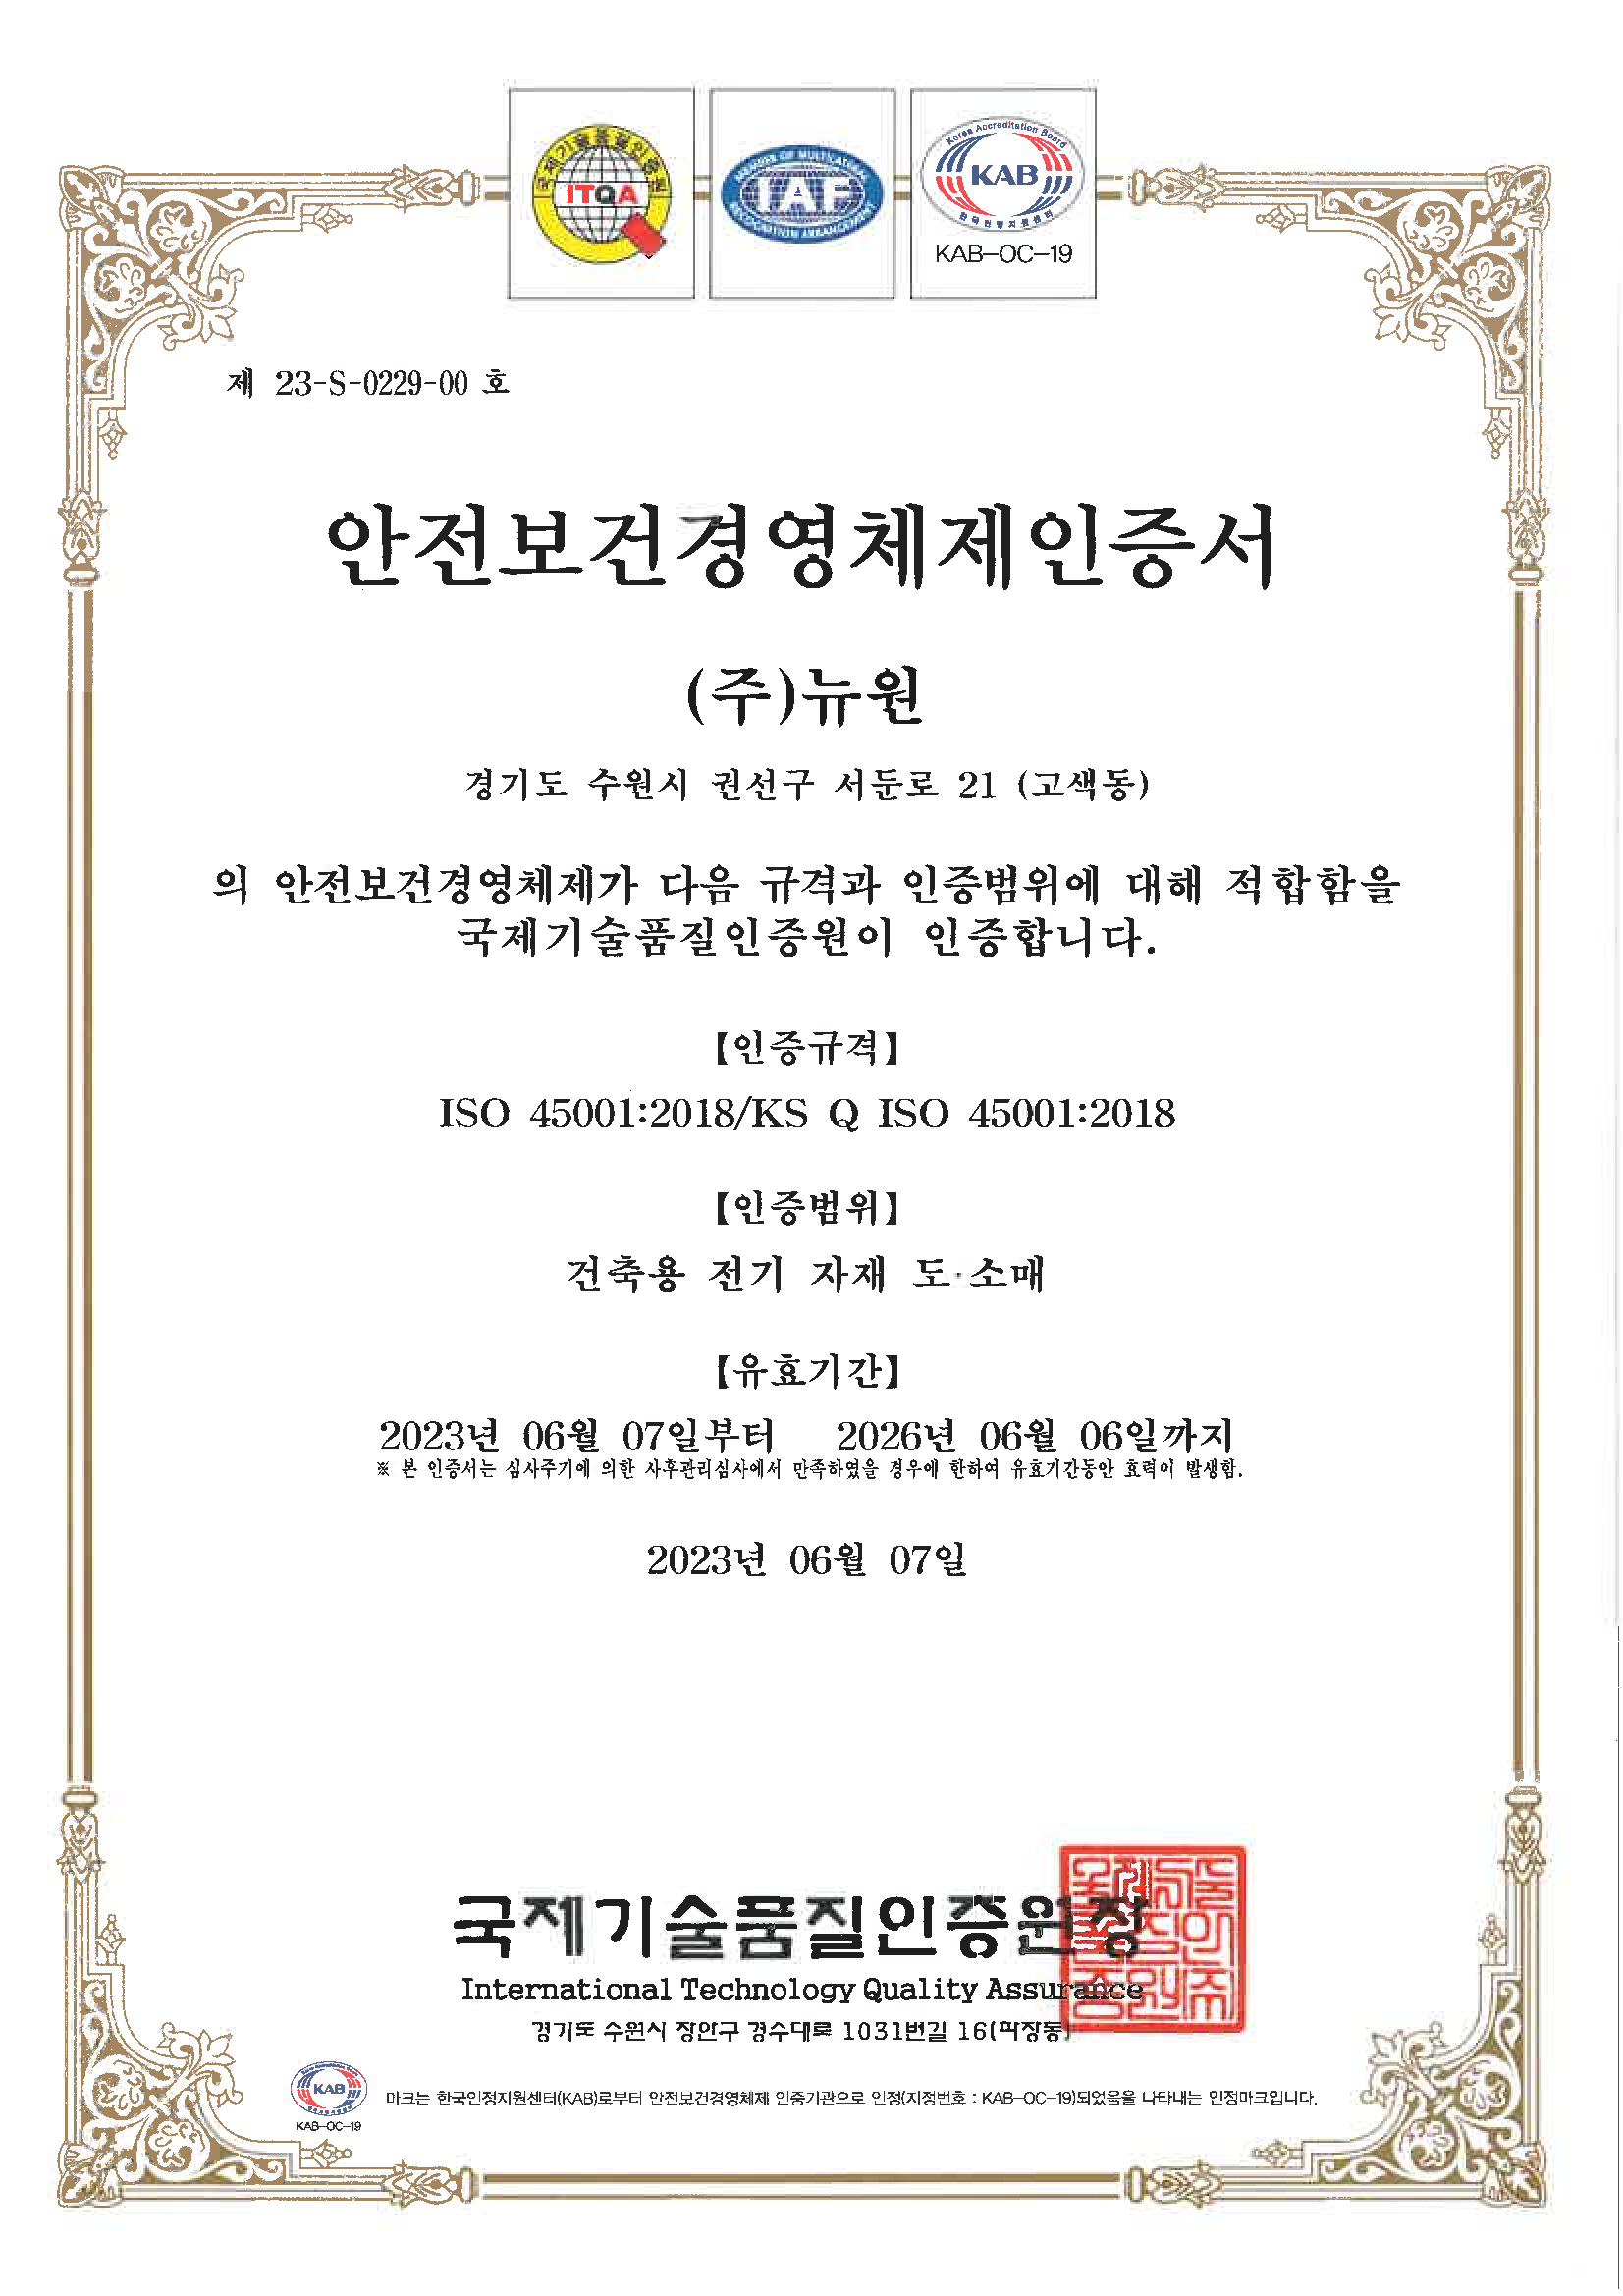 국제기술품질인증원
ITQA
MEMBER OF MULTILATERAL
IAF
RECOGNITION ARRANGEMENT
Korea Accreditation Board
KAB
한국인정지원센터
KAB-OC-19
제 23-S-0229-00 호
안전보건경영체제인증서
(주)뉴원
경기도 수원시 권선구 서둔로 21 (고색동)
의 안전보건경영체제가 다음 규격과 인증범위에 대해 적합함을
국제기술품질인증원이 인증합니다.
【인증규격】
ISO 45001:2018/KS Q ISO 45001:2018
【인증범위】
건축용 전기 자재 도·소매
【유효기간】
2023년 06월 07일부터 2026년 06월 06일까지
※ 본 인증서는 심사주기에 의한 사후관리심사에서 만족하였을 경우에 한하여 유효기간동안 효력이 발생함.
2023년 06월 07일
국제기술품질인증원장
International Technology Quality Assurance
경기도 수원시 장안구 경수대로 1031번길 16(파장동)
KAB
KAB-OC-19
마크는 한국인정지원센터(KAB)로부터 안전보건경영체제 인증기관으로 인정(지정번호 : KAB-OC-19)되었음을 나타내는 인정마크입니다.